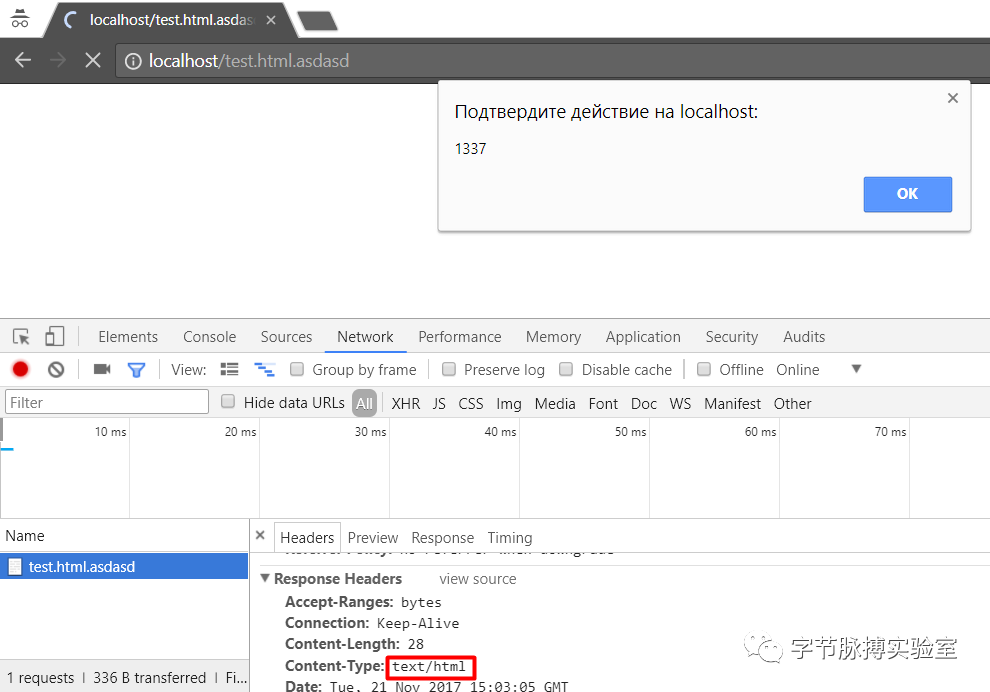 localhost/test.html.asdas
localhost/test.html.asdasd
Подтвердите действие на localhost:
1337
OK
Elements Console Sources Network Performance Memory Application Security Audits
View: Group by frame Preserve log Disable cache Offline Online
Filter Hide data URLs All XHR JS CSS Img Media Font Doc WS Manifest Other
10 ms 20 ms 30 ms 40 ms 50 ms 60 ms 70 ms
Name
Headers Preview Response Timing
test.html.asdasd
Response Headers view source
Accept-Ranges: bytes
Connection: Keep-Alive
Content-Length: 28
Content-Type: text/html
Date: Tue, 21 Nov 2017 15:03:05 GMT
1 requests | 336 B transferred | Fi...
字节脉搏实验室